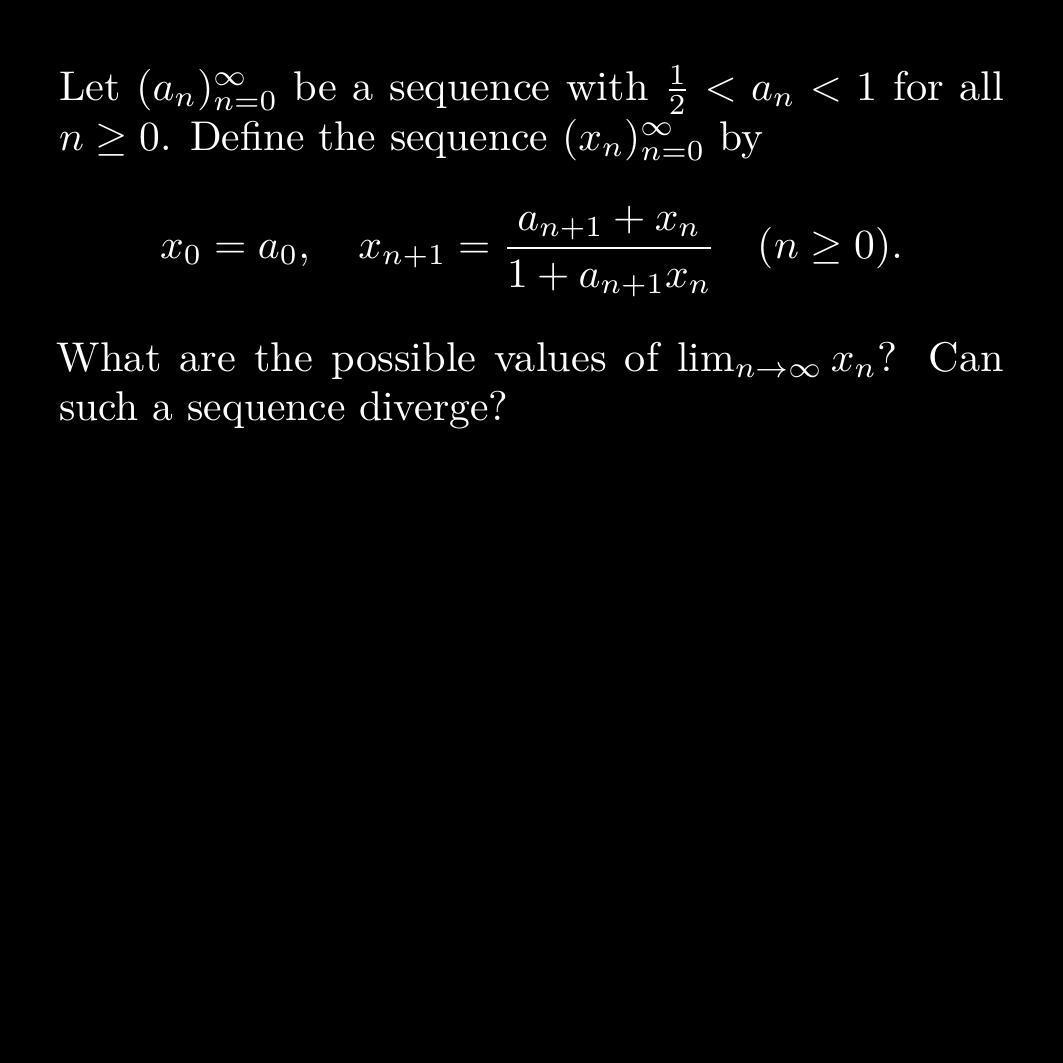 Let $(a_n)_{n=0}^{\infty}$ be a sequence with $\frac{1}{2} < a_n < 1$ for all
$n \geq 0$. Define the sequence $(x_n)_{n=0}^{\infty}$ by
$x_0 = a_0, \quad x_{n+1} = \frac{a_{n+1} + x_n}{1 + a_{n+1}x_n} \quad (n \geq 0).$
What are the possible values of $\lim_{n\to\infty} x_n$? Can
such a sequence diverge?